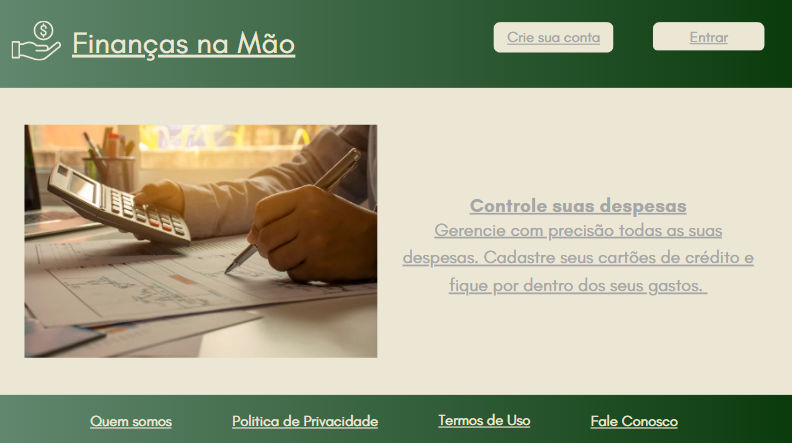 $
Finanças na Mão
Crie sua conta
Entrar
Controle suas despesas
Gerencie com precisão todas as suas
despesas. Cadastre seus cartões de crédito e
fique por dentro dos seus gastos.
Quem somos
Politica de Privacidade
Termos de Uso
Fale Conosco